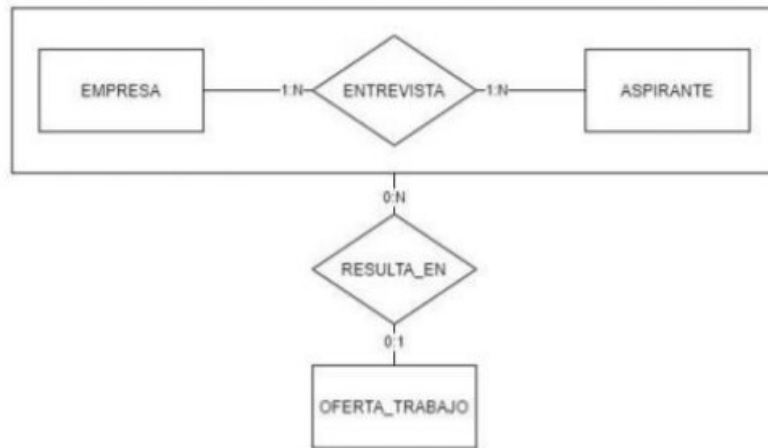 EMPRESA
1:N
ENTREVISTA
1:N
ASPIRANTE
0:N
RESULTA_EN
0:1
OFERTA_TRABAJO